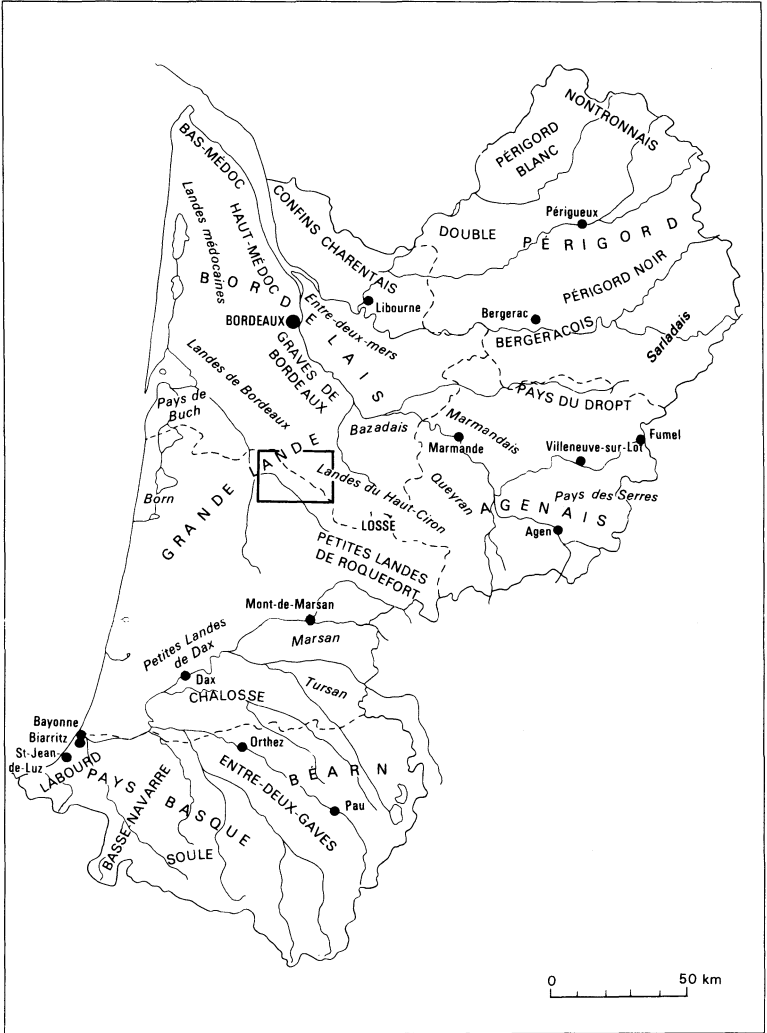 NONTRONNAIS
PÉRIGORD
BLANC
BAS-MÉDOC
HAUT-MÉDOC
Landes médocaines
CONFINS CHARENTAIS
DOUBLE
Périgueux
PÉRIGORD
PÉRIGORD NOIR
BORDELAIS
Libourne
Entre-deux-mers
BORDEAUX
Bergerac
BERGERACOIS
Sarladais
GRAVES DE
BORDEAUX
Landes de Bordeaux
PAYS DU DROPT
Pays de
Buch
Bazadais
Marmandais
Marmande
Fumel
Villeneuve-sur-Lot
GRANDE LANDE
Landes du Haut-Ciron
Queyran
Pays des Serres
AGENAIS
Born
LOSSE
Agen
PETITES LANDES
DE ROQUEFORT
Mont-de-Marsan
Marsan
Petites Landes
de Dax
Dax
CHALOSSE
Tursan
Bayonne
Biarritz
St-Jean-
de-Luz
Orthez
LABOURD
PAYS BASQUE
BÉARN
ENTRE-DEUX-GAVES
BASSE-NAVARRE
Pau
SOULE
0 50 km